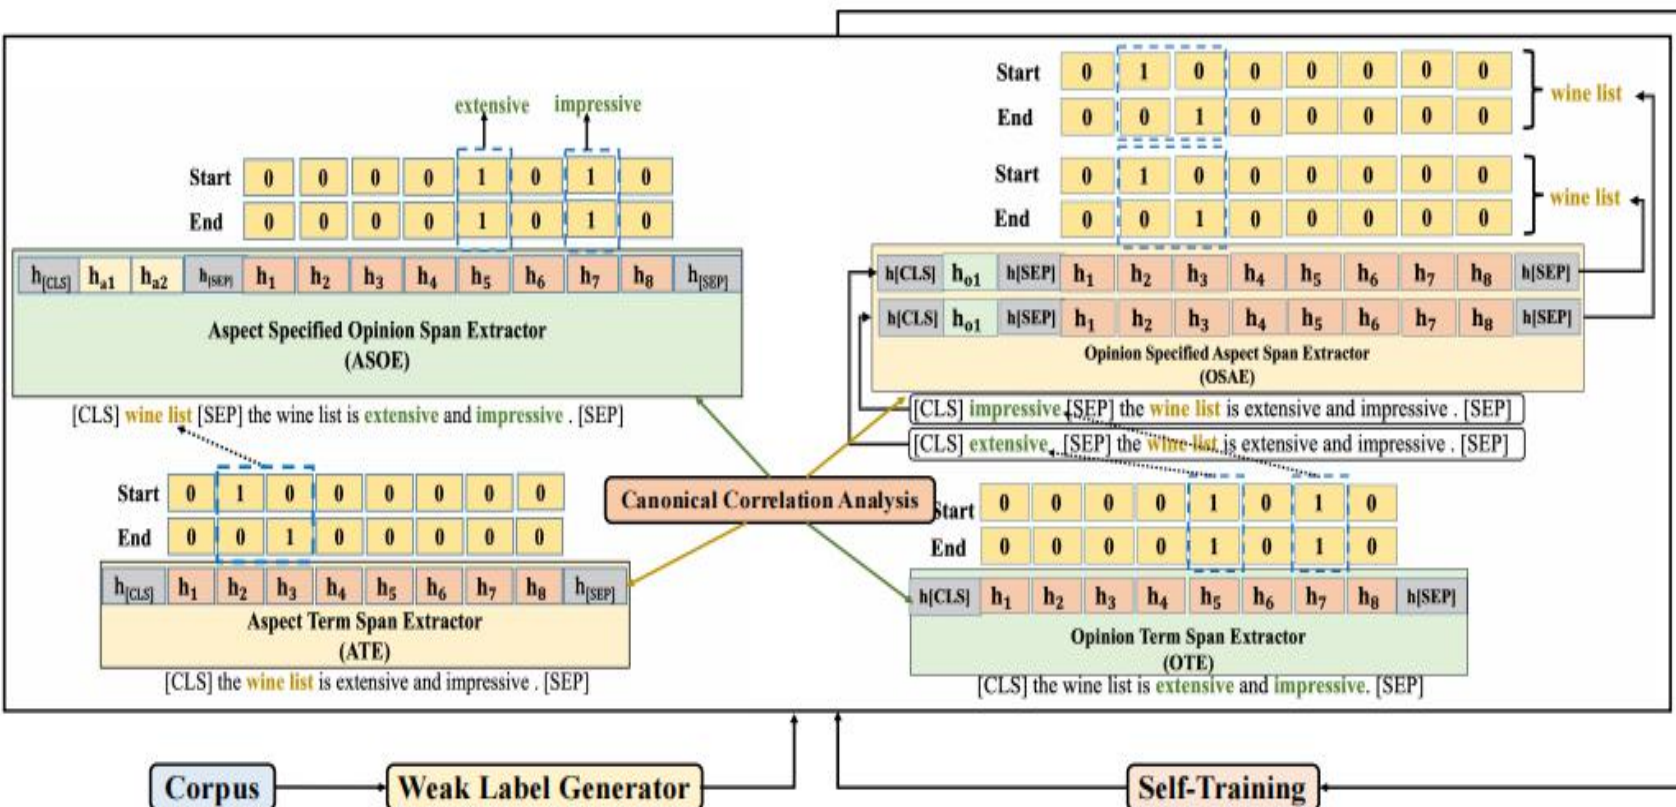 extensive impressive
Start 0 0 0 0 1 0 1 0
End 0 0 0 0 1 0 1 0
h[CLS] ha1 ha2 h[SEP] h1 h2 h3 h4 h5 h6 h7 h8 h[SEP]
Aspect Specified Opinion Span Extractor
(ASOE)
[CLS] wine list [SEP] the wine list is extensive and impressive . [SEP]
Start 0 1 0 0 0 0 0 0
End 0 0 1 0 0 0 0 0
h[CLS] h1 h2 h3 h4 h5 h6 h7 h8 h[SEP]
Aspect Term Span Extractor
(ATE)
[CLS] the wine list is extensive and impressive . [SEP]
Canonical Correlation Analysis
Start 0 1 0 0 0 0 0 0
End 0 0 1 0 0 0 0 0
wine list
Start 0 1 0 0 0 0 0 0
End 0 0 1 0 0 0 0 0
wine list
h[CLS] ho1 h[SEP] h1 h2 h3 h4 h5 h6 h7 h8 h[SEP]
h[CLS] ho1 h[SEP] h1 h2 h3 h4 h5 h6 h7 h8 h[SEP]
Opinion Specified Aspect Span Extractor
(OSAE)
[CLS] impressive [SEP] the wine list is extensive and impressive . [SEP]
[CLS] extensive [SEP] the wine list is extensive and impressive . [SEP]
Start 0 0 0 0 1 0 1 0
End 0 0 0 0 1 0 1 0
h[CLS] h1 h2 h3 h4 h5 h6 h7 h8 h[SEP]
Opinion Term Span Extractor
(OTE)
[CLS] the wine list is extensive and impressive. [SEP]
Corpus
Weak Label Generator
Self-Training